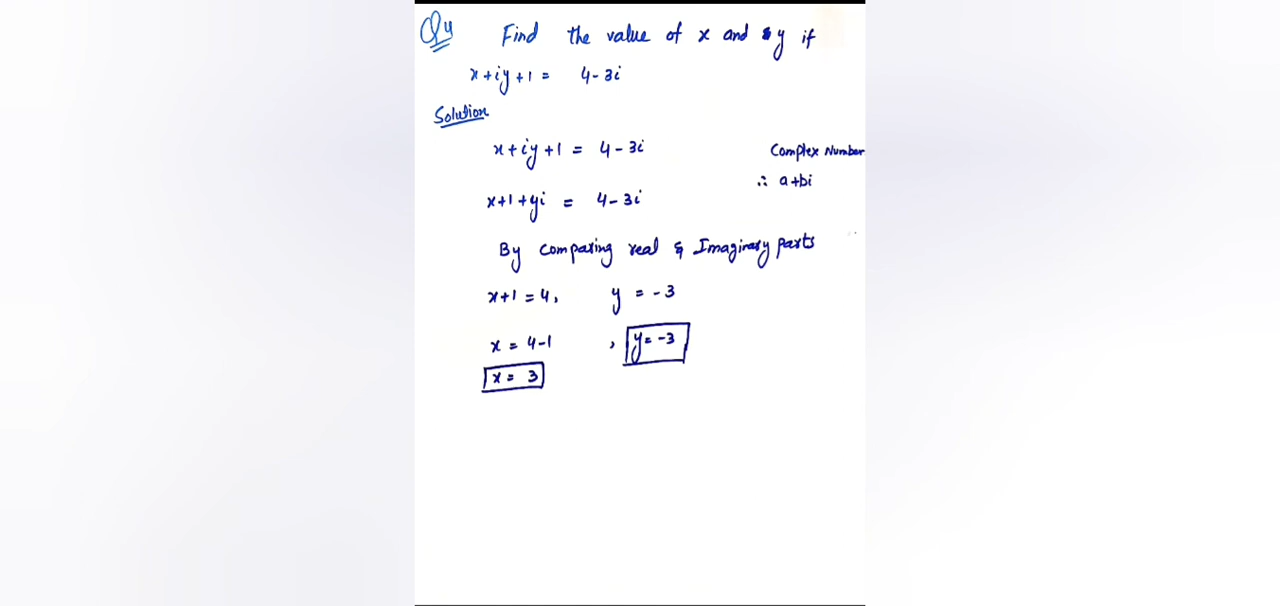 Q4 Find the value of x and y if
x+iy+1 = 4-3i
Solution
x+iy+1 = 4-3i
Complex Number
x+1+yi = 4-3i
∴ a+bi
By comparing real & Imaginary parts
x+1 = 4, y = -3
x = 4-1 , y = -3
x = 3